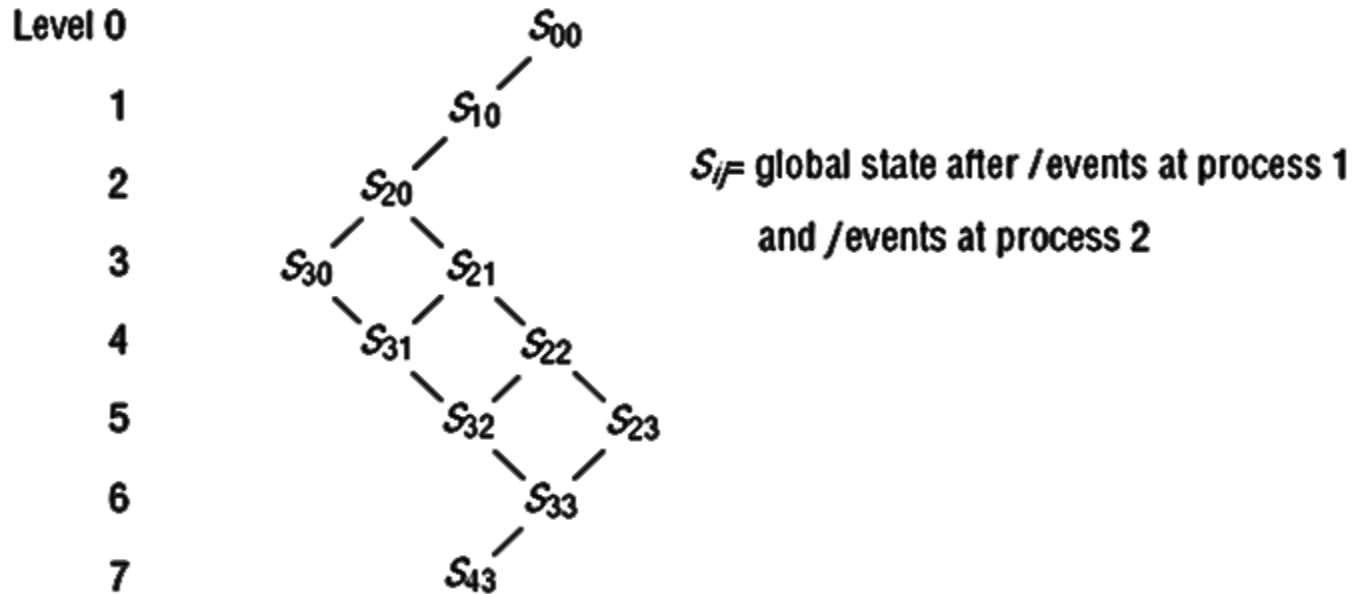 Level 0 S00
1 S10
2 S20
Sij= global state after i events at process 1
and j events at process 2
3 S30 S21
4 S31 S22
5 S32 S23
6 S33
7 S43